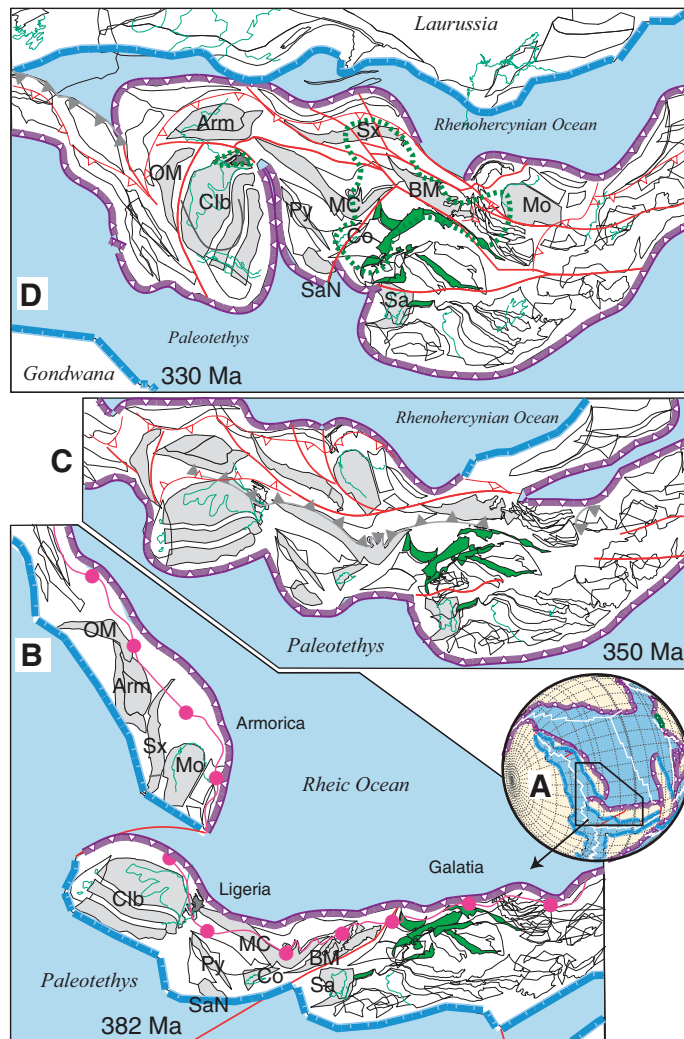 Laurussia
Rhenohercynian Ocean
Arm
Sx
OM
BM
Mo
Clb
Py
MC
Co
SaN
Sa
D
Paleotethys
Gondwana
330 Ma
C
Rhenohercynian Ocean
Paleotethys
350 Ma
B
OM
Arm
Sx
Mo
Armorica
Rheic Ocean
A
Galatia
Clb
Ligeria
MC
BM
Py
Co
Sa
SaN
Paleotethys
382 Ma